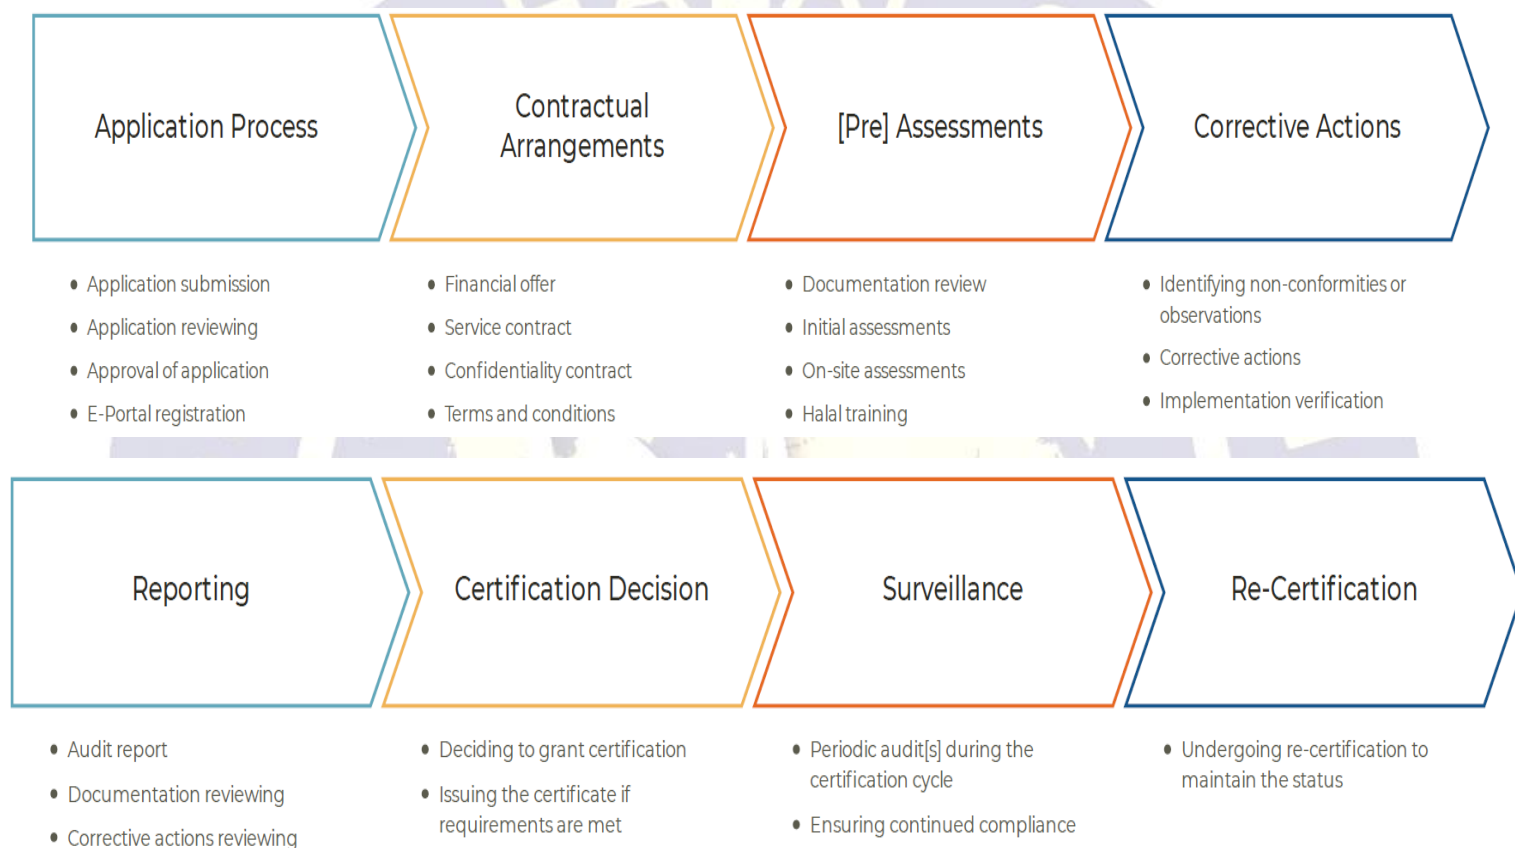 Application Process
Contractual
Arrangements
[Pre] Assessments
Corrective Actions
• Application submission
• Application reviewing
• Approval of application
• E-Portal registration
• Financial offer
• Service contract
• Confidentiality contract
• Terms and conditions
• Documentation review
• Initial assessments
• On-site assessments
• Halal training
• Identifying non-conformities or
observations
• Corrective actions
• Implementation verification
Reporting
Certification Decision
Surveillance
Re-Certification
• Audit report
• Documentation reviewing
• Corrective actions reviewing
• Deciding to grant certification
• Issuing the certificate if
requirements are met
• Periodic audit[s] during the
certification cycle
• Ensuring continued compliance
• Undergoing re-certification to
maintain the status